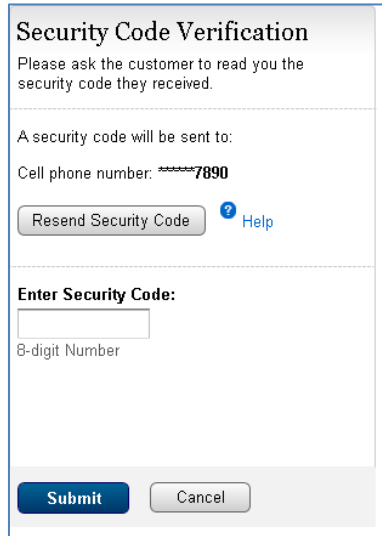 Security Code Verification
Please ask the customer to read you the
security code they received.
A security code will be sent to:
Cell phone number: ******7890
Resend Security Code ? Help
Enter Security Code:
8-digit Number
Submit Cancel